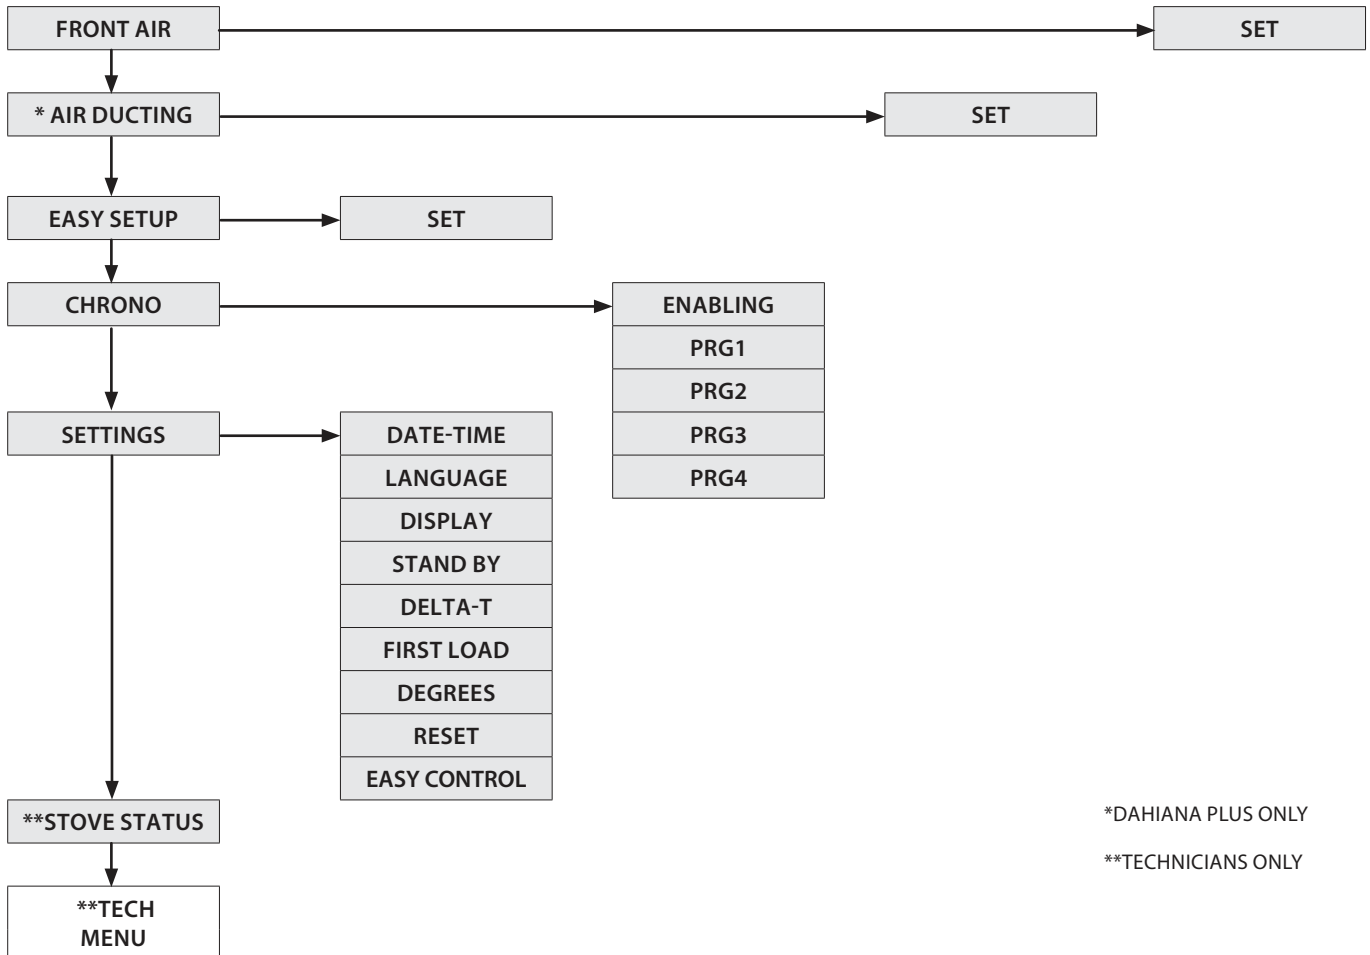 FRONT AIR
SET
* AIR DUCTING
SET
EASY SETUP
SET
CHRONO
ENABLING
PRG1
PRG2
PRG3
PRG4
SETTINGS
DATE-TIME
LANGUAGE
DISPLAY
STAND BY
DELTA-T
FIRST LOAD
DEGREES
RESET
EASY CONTROL
**STOVE STATUS
**TECH
MENU
*DAHIANA PLUS ONLY
**TECHNICIANS ONLY